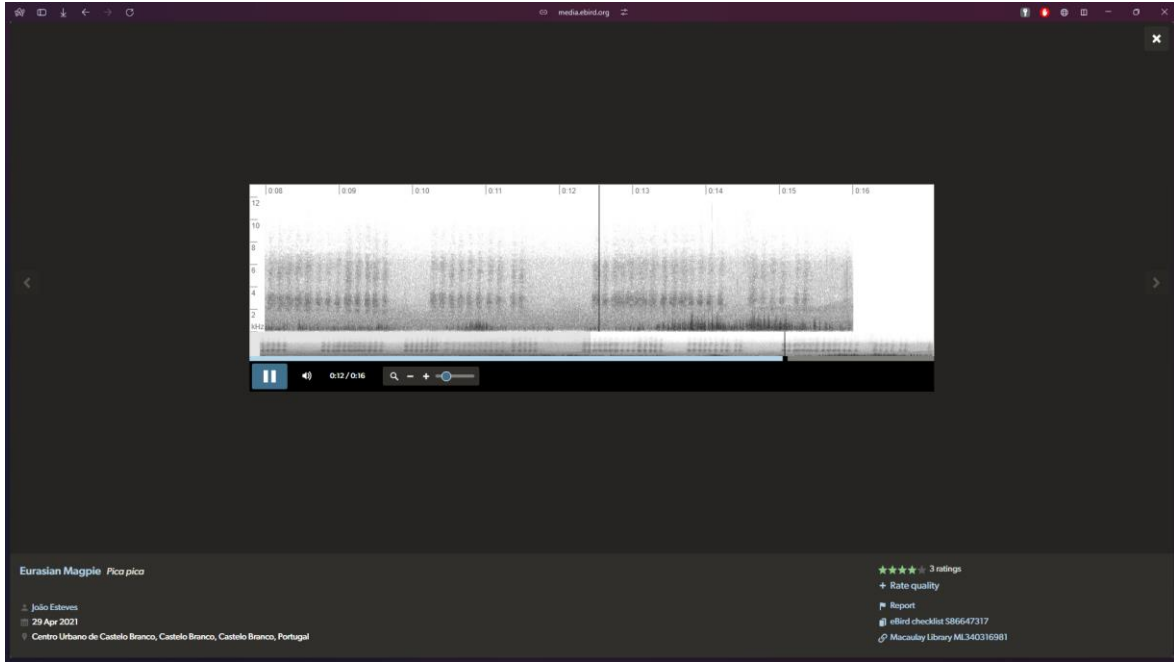 media.ebird.org
0:08 0:09 0:10 0:11 0:12 0:13 0:14 0:15 0:16
12
10
8
6
4
2
kHz
0:12 / 0:16
Eurasian Magpie Pica pica
João Esteves
29 Apr 2021
Centro Urbano de Castelo Branco, Castelo Branco, Castelo Branco, Portugal
3 ratings
+ Rate quality
Report
eBird checklist S86647317
Macaulay Library ML340316981